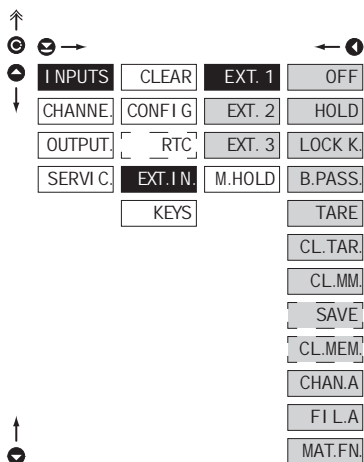 INPUTS CLEAR EXT. 1 OFF
CHANNE. CONFIG EXT. 2 HOLD
OUTPUT. RTC EXT. 3 LOCK K.
SERVIC. EXT.IN. M.HOLD B.PASS.
KEYS TARE
CL.TAR.
CL.MM.
SAVE
CL.MEM.
CHAN.A
FIL.A
MAT.FN.